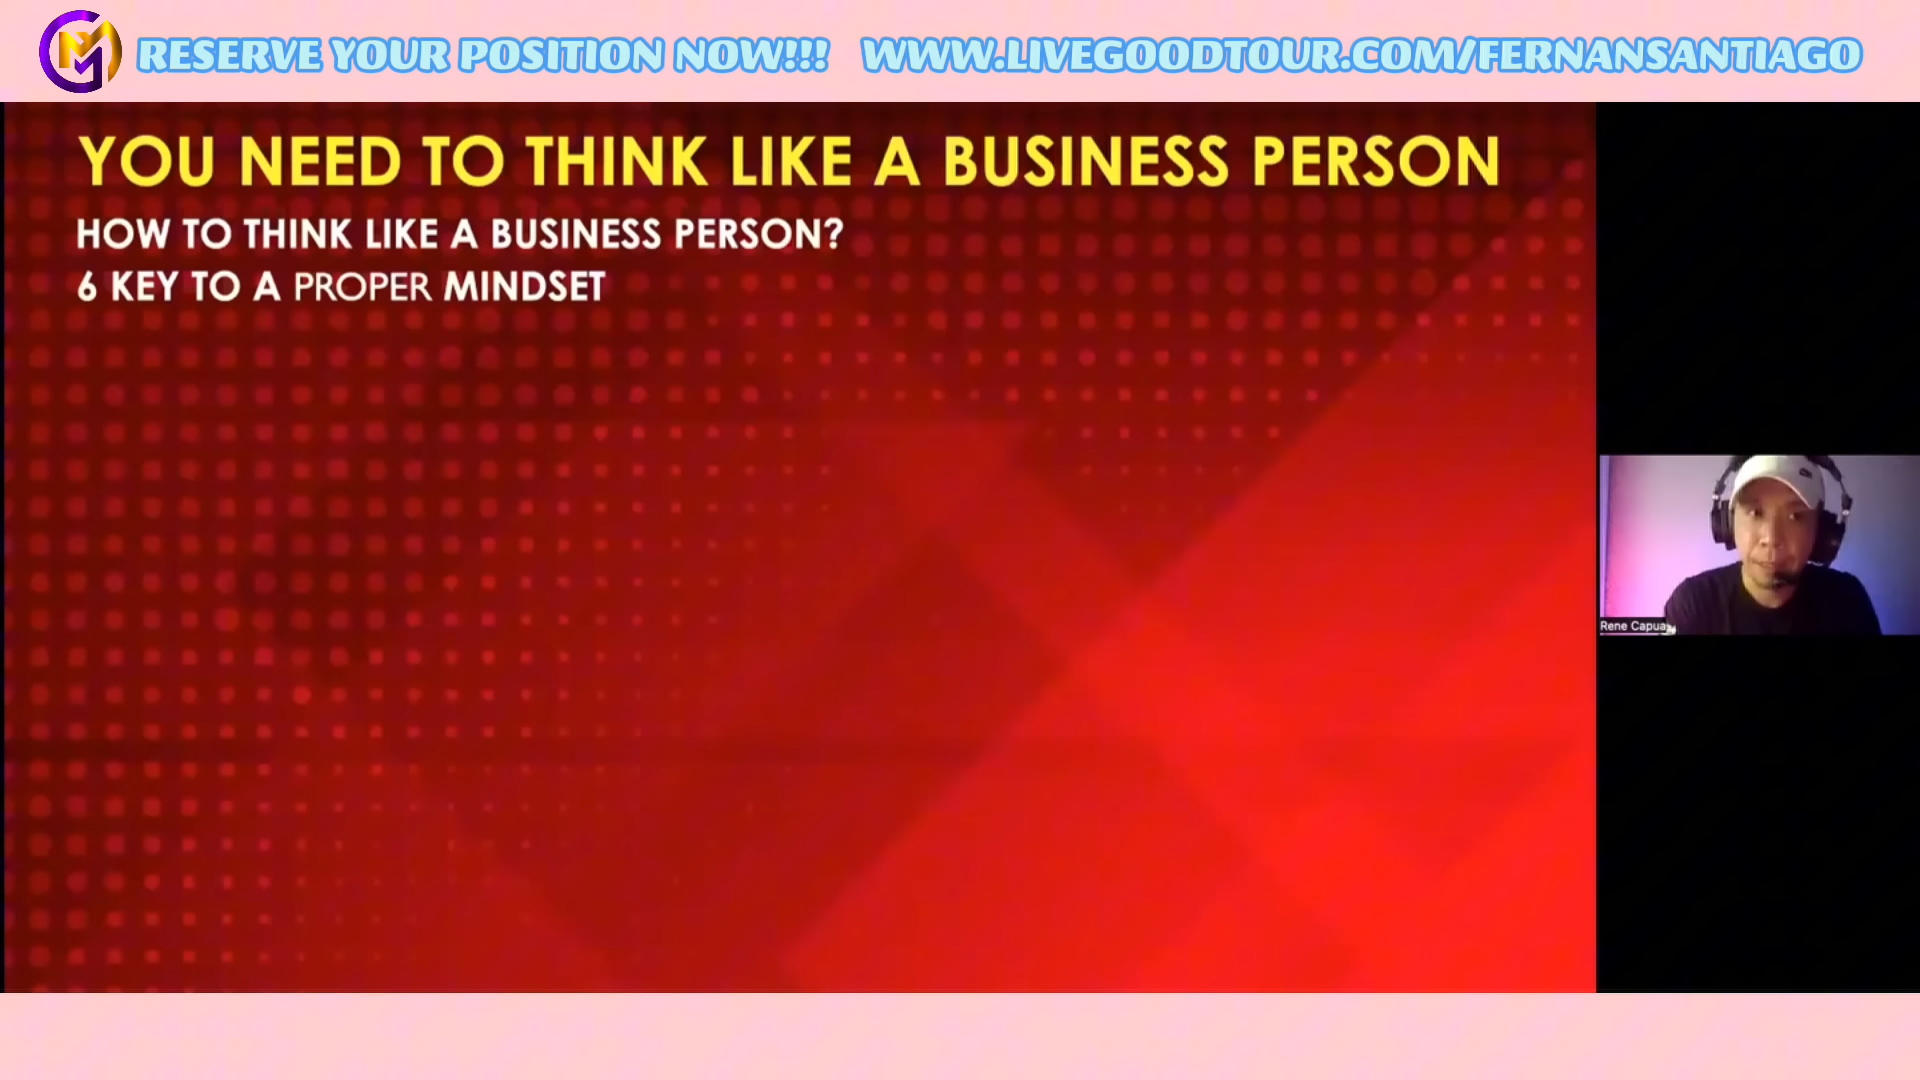 RESERVE YOUR POSITION NOW!!! WWW.LIVEGOODTOUR.COM/FERNANSANTIAGO
YOU NEED TO THINK LIKE A BUSINESS PERSON
HOW TO THINK LIKE A BUSINESS PERSON?
6 KEY TO A PROPER MINDSET
Rene Capua